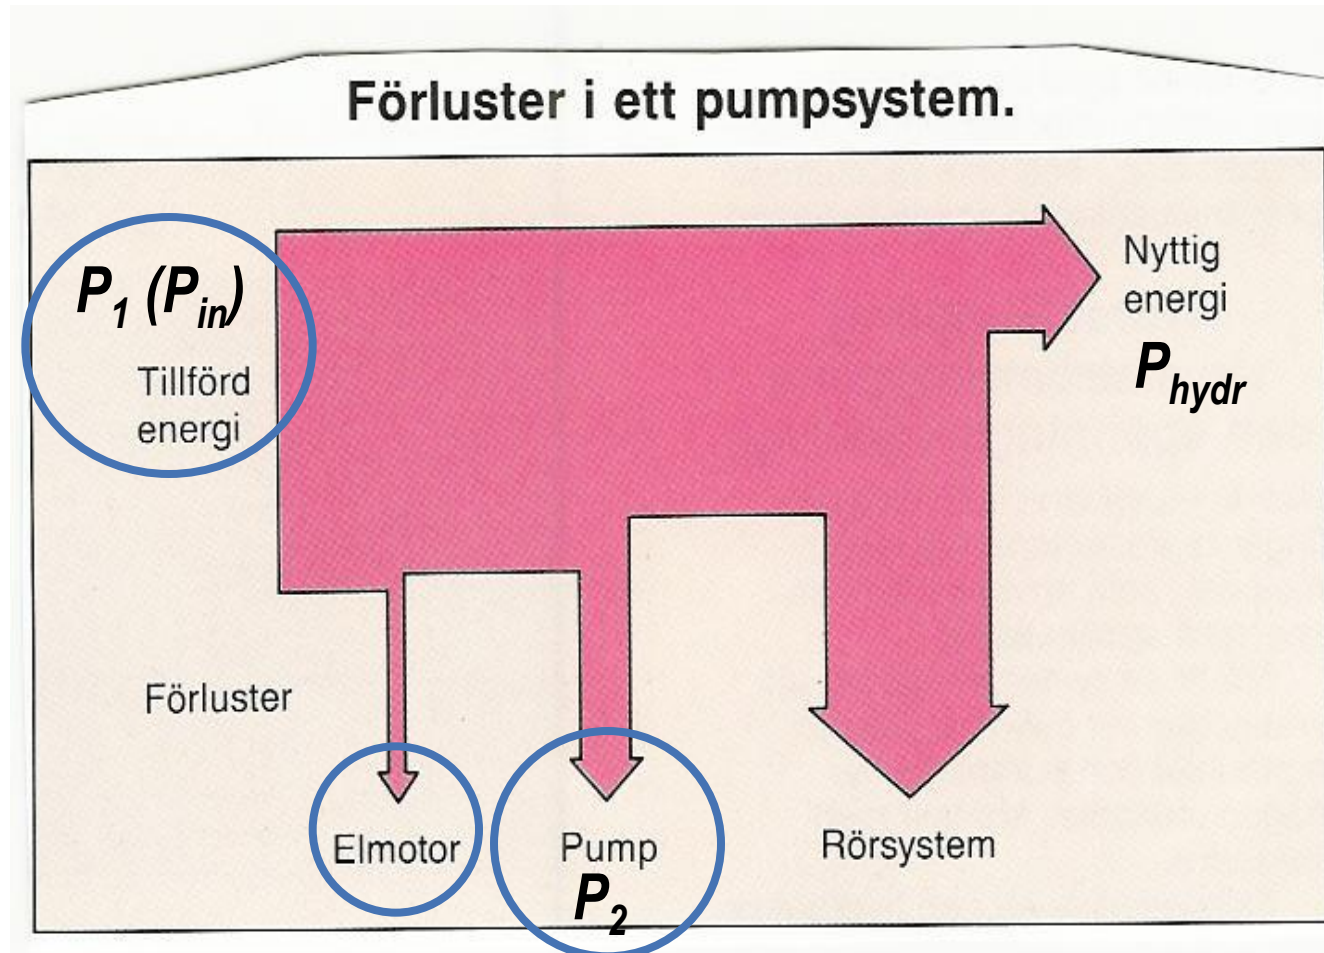 Förluster i ett pumpsystem.
P1 (Pin)
Tillförd
energi
Nyttig
energi
Phydr
Förluster
Elmotor
Pump
P2
Rörsystem